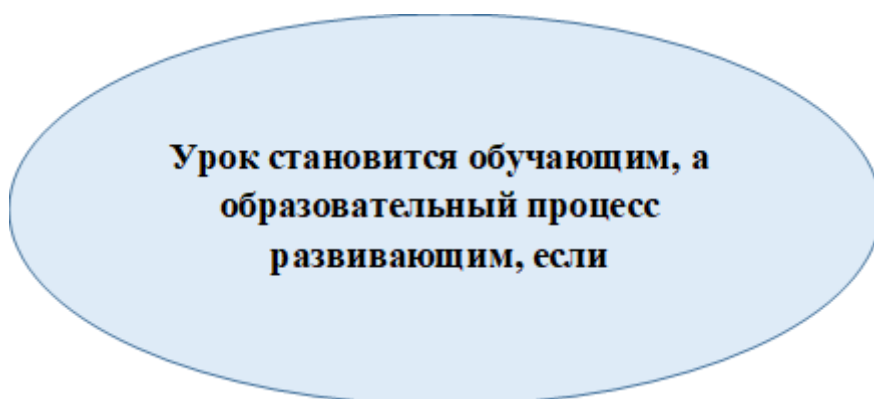 Урок становится обучающим, а
образовательный процесс
развивающим, если